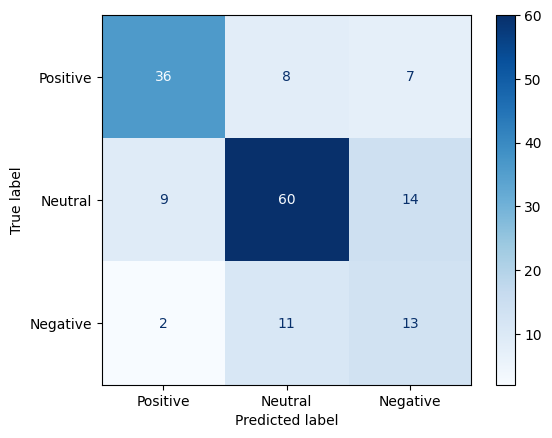 60
Positive 36 8 7
50
40
True label
Neutral 9 60 14
30
20
Negative 2 11 13
10
Positive Neutral Negative
Predicted label